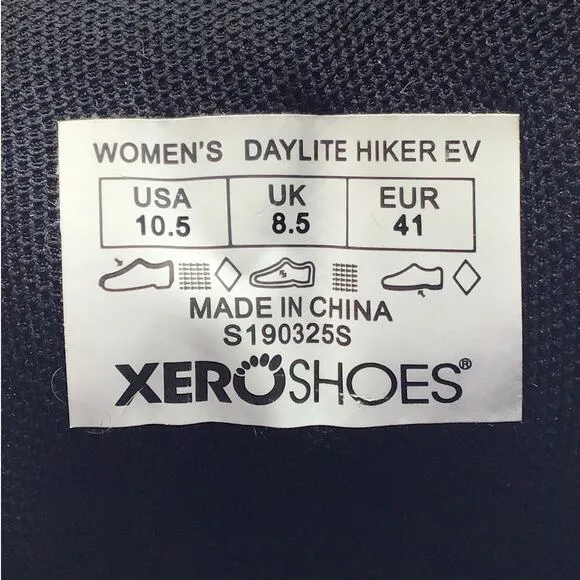 WOMEN'S DAYLITE HIKER EV
USA UK EUR
10.5 8.5 41
MADE IN CHINA
S190325S
XEROSHOES®